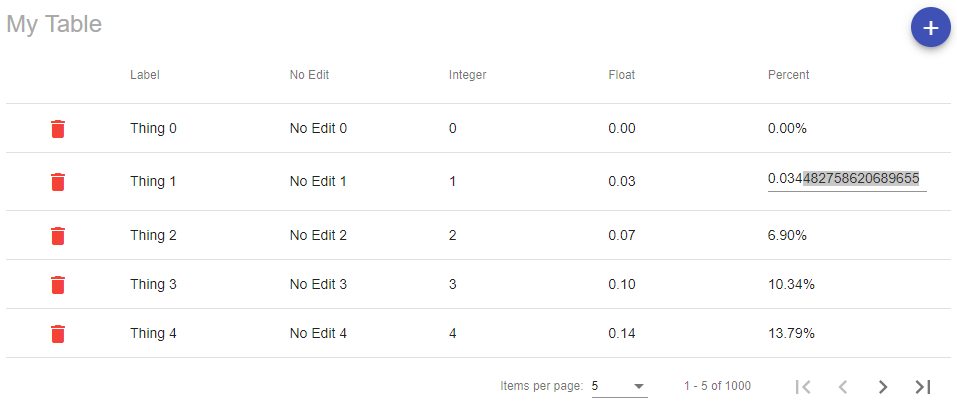 My Table
+
Label No Edit Integer Float Percent
Thing 0 No Edit 0 0 0.00 0.00%
Thing 1 No Edit 1 1 0.03 0.034482758620689655
Thing 2 No Edit 2 2 0.07 6.90%
Thing 3 No Edit 3 3 0.10 10.34%
Thing 4 No Edit 4 4 0.14 13.79%
Items per page: 5 1 - 5 of 1000